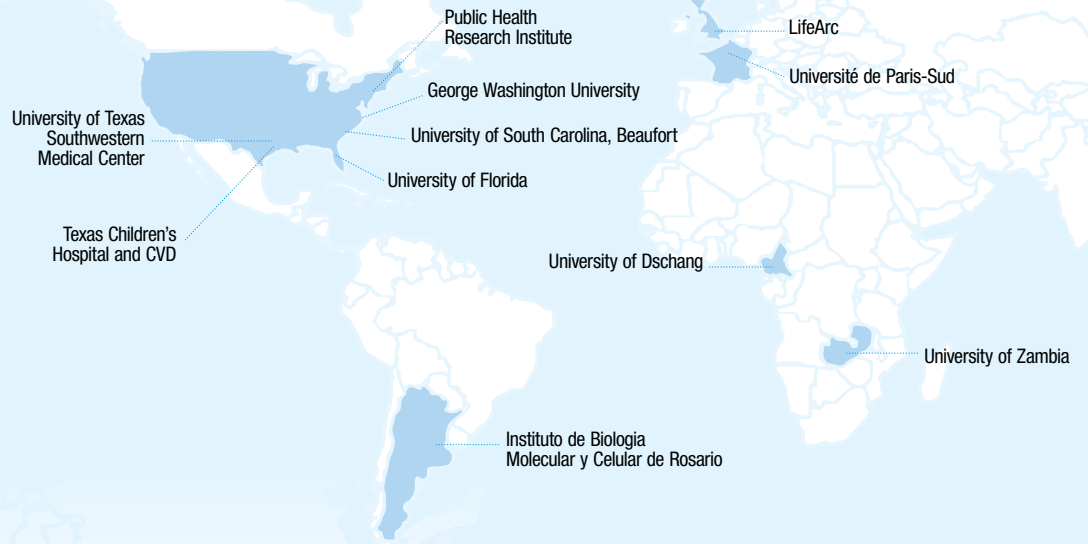 Public Health
Research Institute
LifeArc
Université de Paris-Sud
George Washington University
University of Texas
Southwestern
Medical Center
University of South Carolina, Beaufort
University of Florida
Texas Children's
Hospital and CVD
University of Dschang
University of Zambia
Instituto de Biologia
Molecular y Celular de Rosario